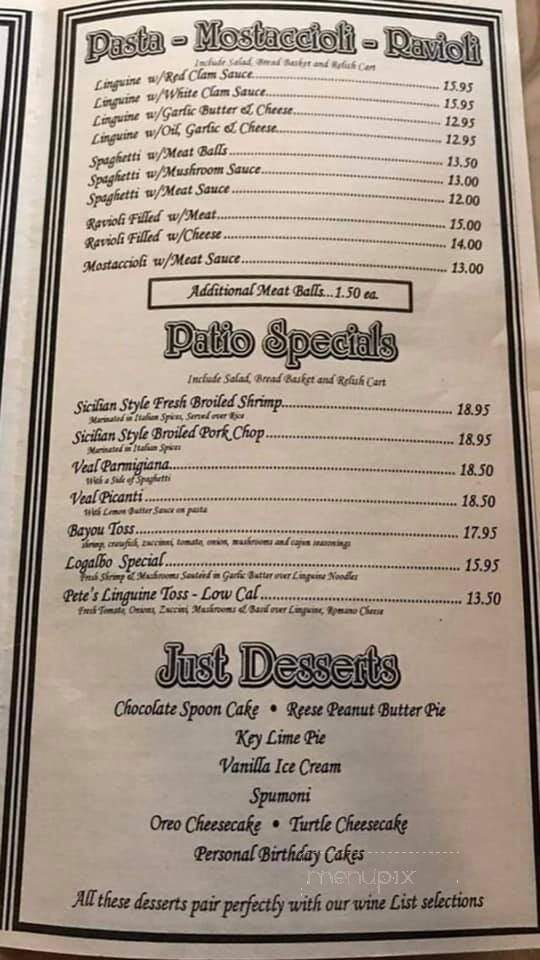 Pasta - Mostaccioli - Ravioli
Include Salad, Bread Basket and Relish Cart
Linguine w/Red Clam Sauce 15.95
Linguine w/White Clam Sauce 15.95
Linguine w/Garlic Butter & Cheese 12.95
Linguine w/Oil, Garlic & Cheese 12.95
Spaghetti w/Meat Balls 13.50
Spaghetti w/Mushroom Sauce 13.00
Spaghetti w/Meat Sauce 12.00
Ravioli Filled w/Meat 15.00
Ravioli Filled w/Cheese 14.00
Mostaccioli w/Meat Sauce 13.00
Additional Meat Balls...1.50 ea.
Patio Specials
Include Salad, Bread Basket and Relish Cart
Sicilian Style Fresh Broiled Shrimp 18.95
Marinated in Italian Spices, Served over Rice
Sicilian Style Broiled Pork Chop 18.95
Marinated in Italian Spices
Veal Parmigiana 18.50
With a Side of Spaghetti
Veal Picanti 18.50
With Lemon Butter Sauce on pasta
Bayou Toss 17.95
shrimp, crawfish, zuccinni, tomato, onion, mushrooms and cajun seasonings
Logalbo Special 15.95
Fresh Shrimp & Mushrooms Sauteed in Garlic Butter over Linguine Noodles
Pete's Linguine Toss - Low Cal 13.50
Fresh Tomato, Onions, Zuccini, Mushrooms & Basil over Linguine, Romano Cheese
Just Desserts
Chocolate Spoon Cake • Reese Peanut Butter Pie
Key Lime Pie
Vanilla Ice Cream
Spumoni
Oreo Cheesecake • Turtle Cheesecake
Personal Birthday Cakes
menupix
All these desserts pair perfectly with our wine List selections